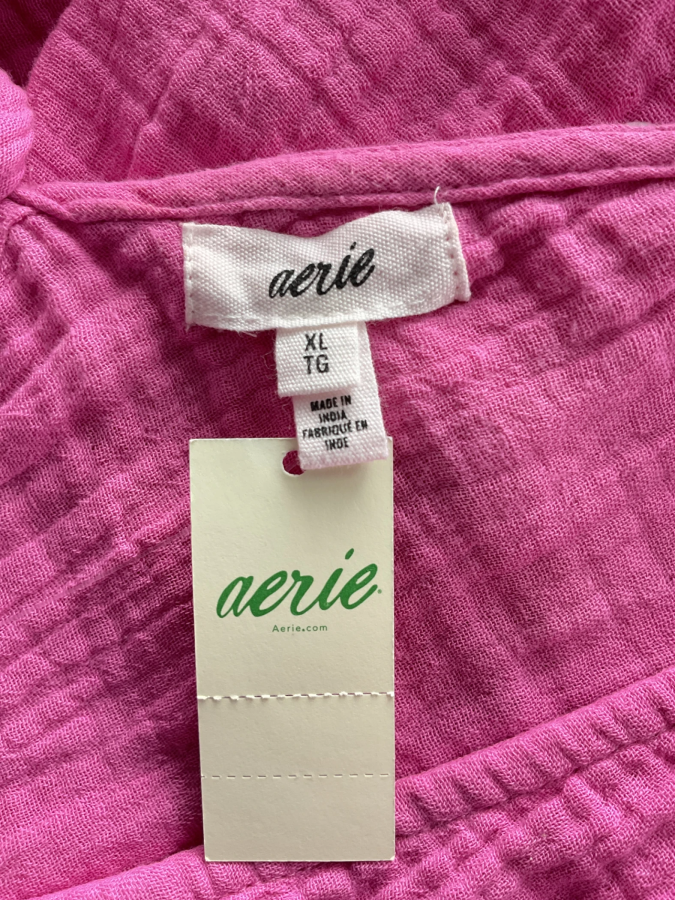 aerie
XL
TG
MADE IN
INDIA
FABRIQUÉ EN
INDE
aerie®
Aerie.com